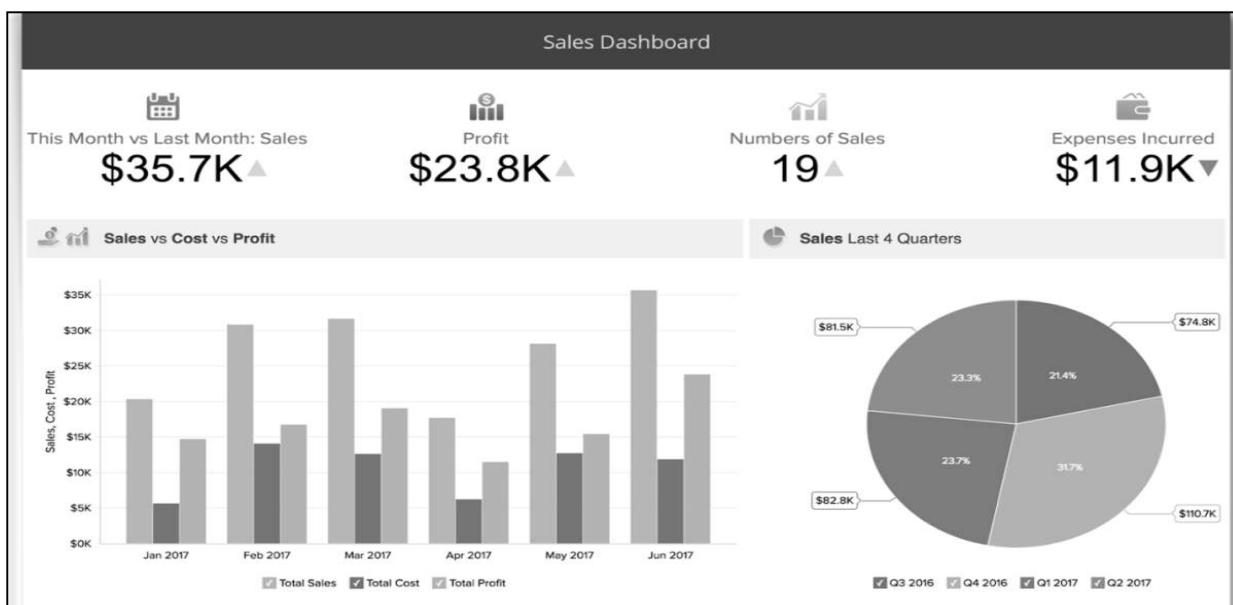 Sales Dashboard
This Month vs Last Month: Sales
$35.7K
Profit
$23.8K
Numbers of Sales
19
Expenses Incurred
$11.9K
Sales vs Cost vs Profit
Sales, Cost , Profit
$35K
$30K
$25K
$20K
$15K
$10K
$5K
$0K
Jan 2017 Feb 2017 Mar 2017 Apr 2017 May 2017 Jun 2017
Total Sales Total Cost Total Profit
Sales Last 4 Quarters
$81.5K
$74.8K
23.3%
21.4%
23.7%
31.7%
$82.8K
$110.7K
Q3 2016 Q4 2016 Q1 2017 Q2 2017